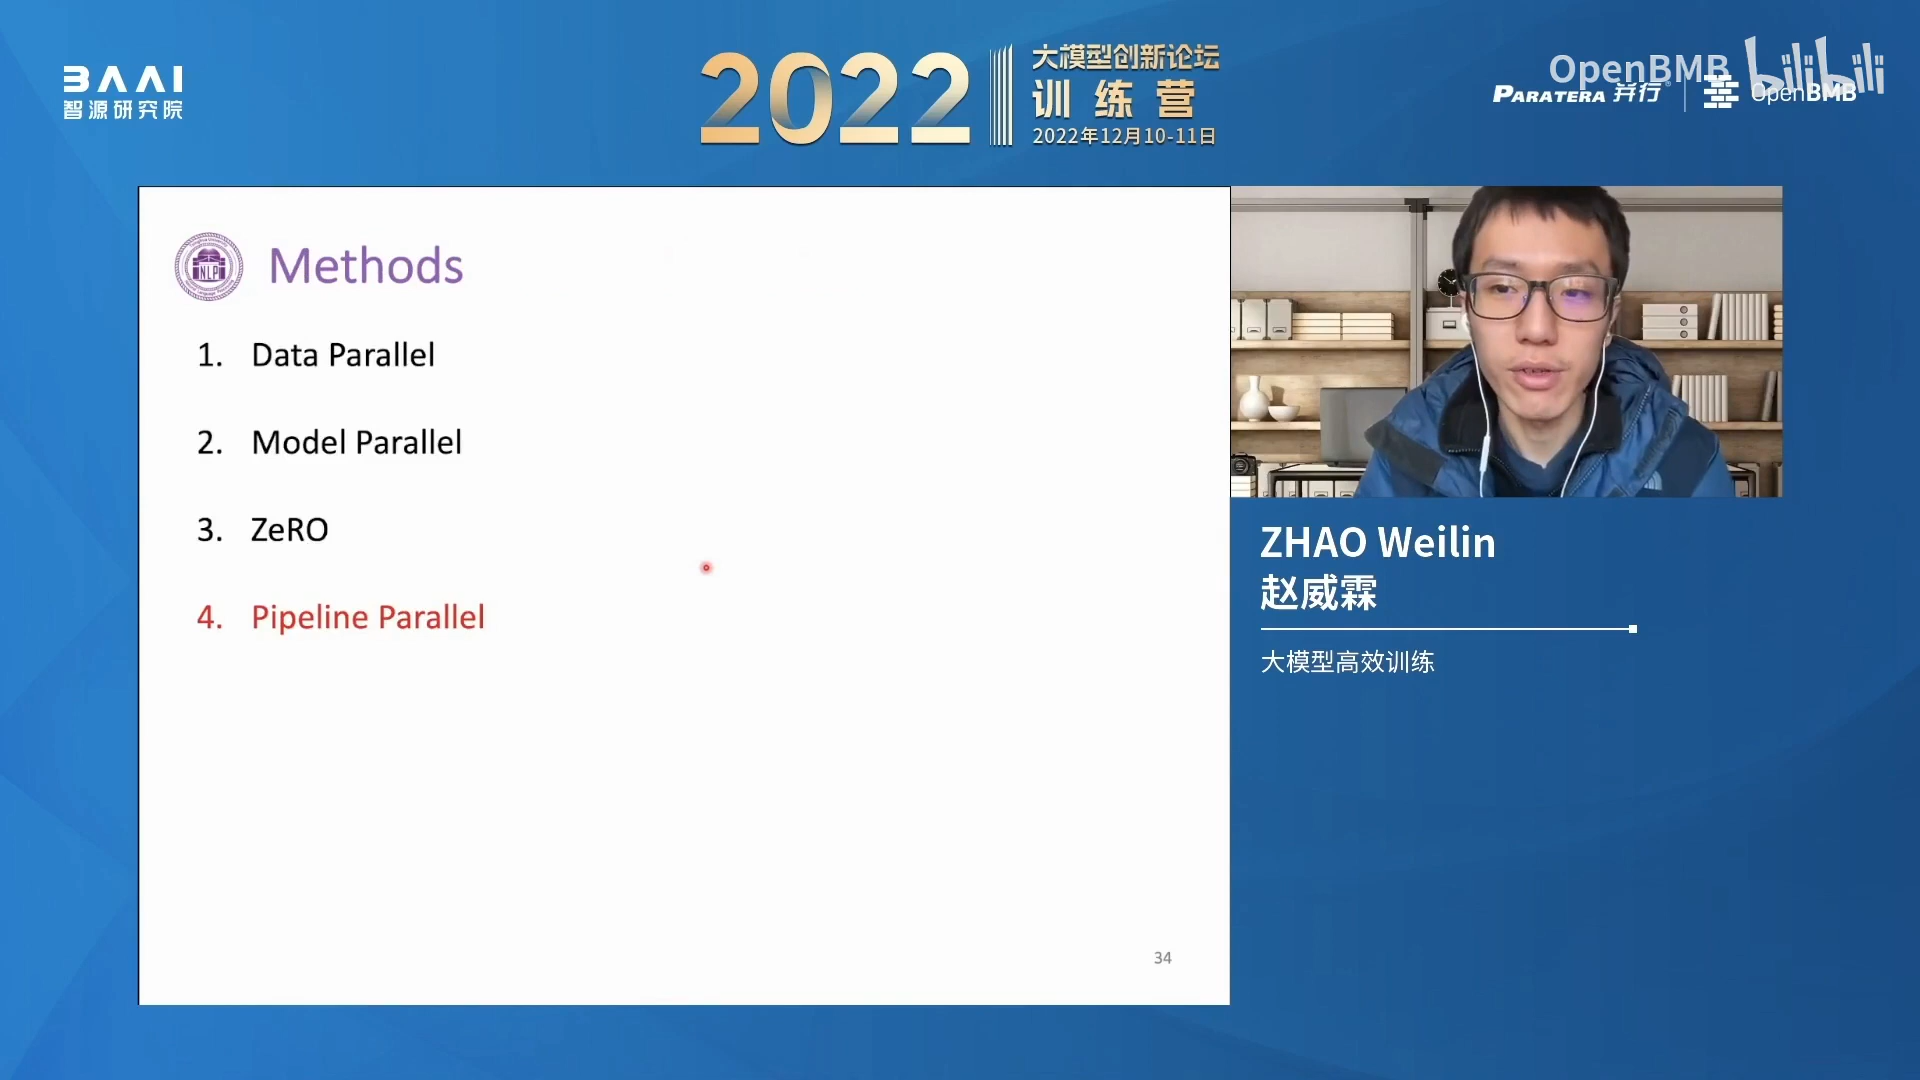 BAAI
智源研究院
2022
大模型创新论坛
训练营
2022年12月10-11日
OpenBMB
bilibili
PARATERA 并行
OpenBMB
Methods
NLP
1. Data Parallel
2. Model Parallel
3. ZeRO
4. Pipeline Parallel
34
ZHAO Weilin
赵威霖
大模型高效训练